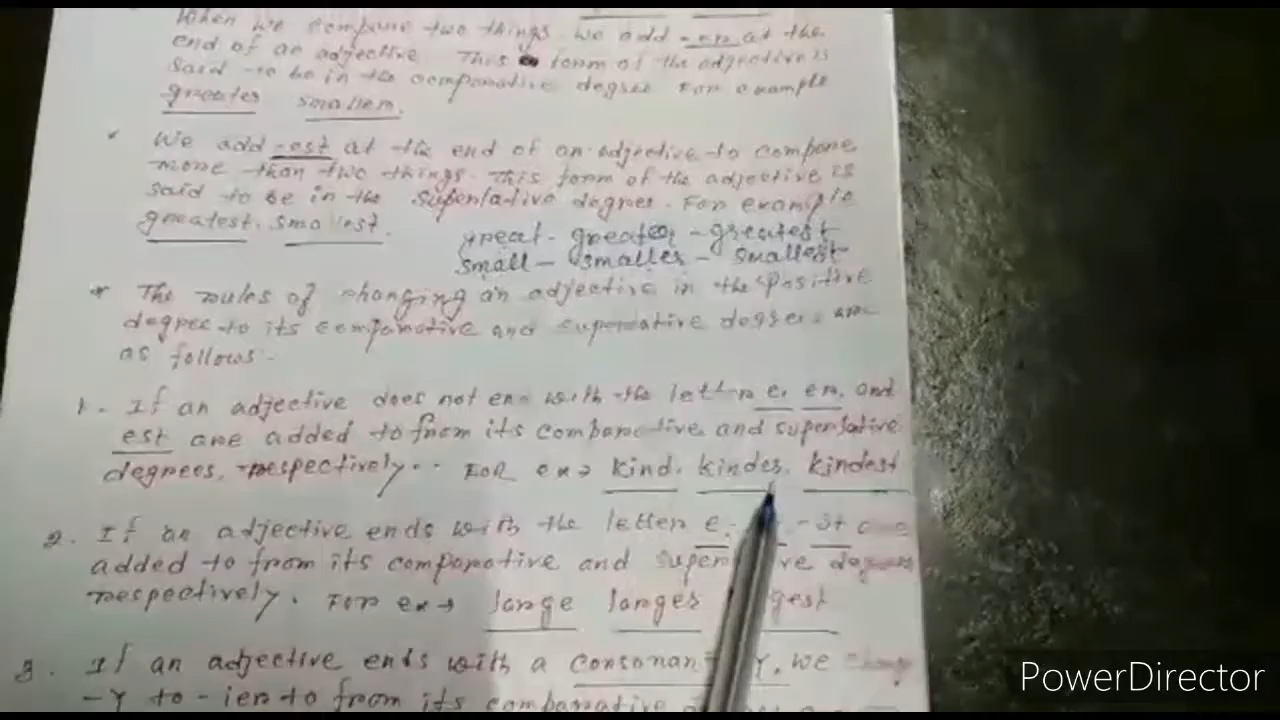 When we compare two things we add -er at the
end of an adjective. This form of the adjective is
said to be in the comparative degree For example
greater smaller.
We add -est at the end of an adjective to compare
more than two things. This form of the adjective is
said to be in the superlative degree. For example
greatest. smallest.
great - greater - greatest
small - smaller - smallest
* The rules of changing an adjective in the positive
degree to its comparative and superlative degrees are
as follows-
1. If an adjective does not end with the letter e, er, and
est are added to from its comparative and superlative
degrees, respectively. For ex→ kind, kinder, kindest
2. If an adjective ends with the letter e. -st are
added to from its comparative and degrees
respectively. For ex→ large larger
3. If an adjective ends with a consonant Y, we change
-Y to -ier to from its comparative
PowerDirector